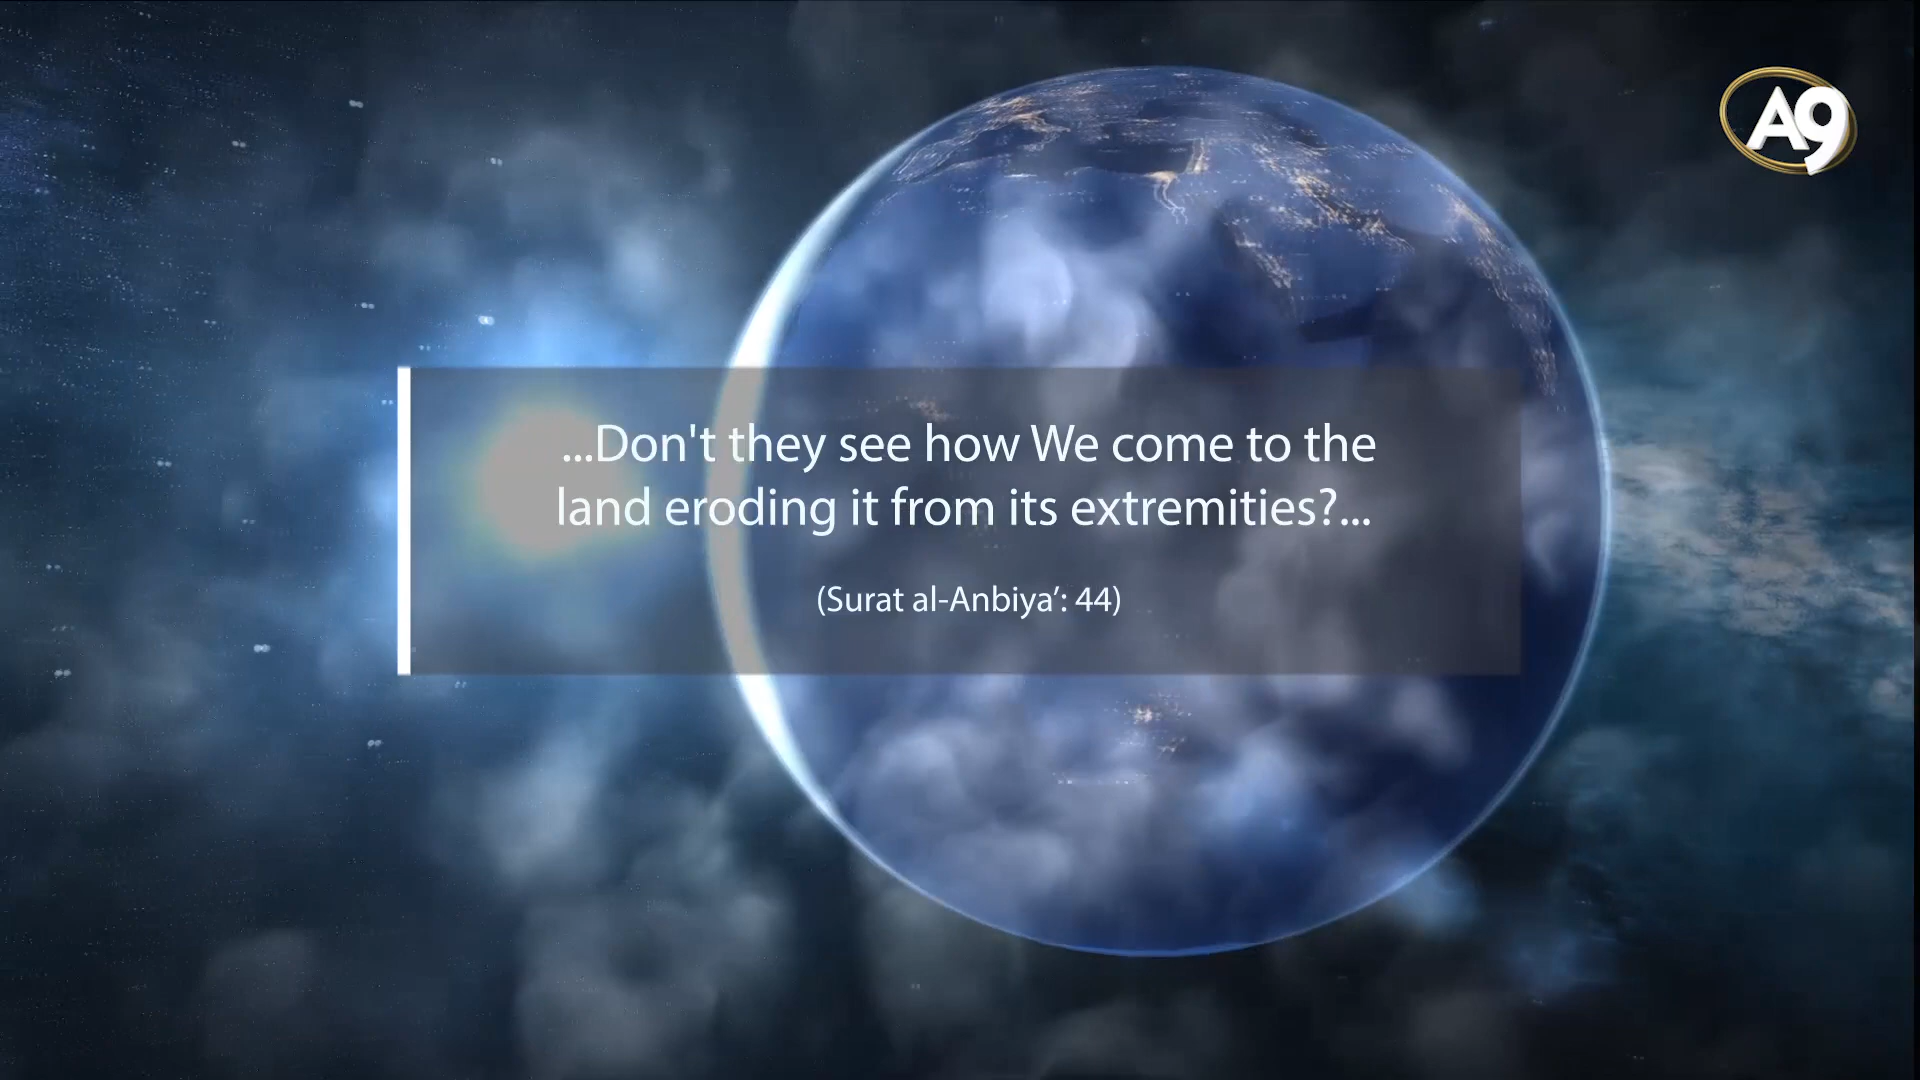 A9
...Don't they see how We come to the
land eroding it from its extremities?...
(Surat al-Anbiya’: 44)